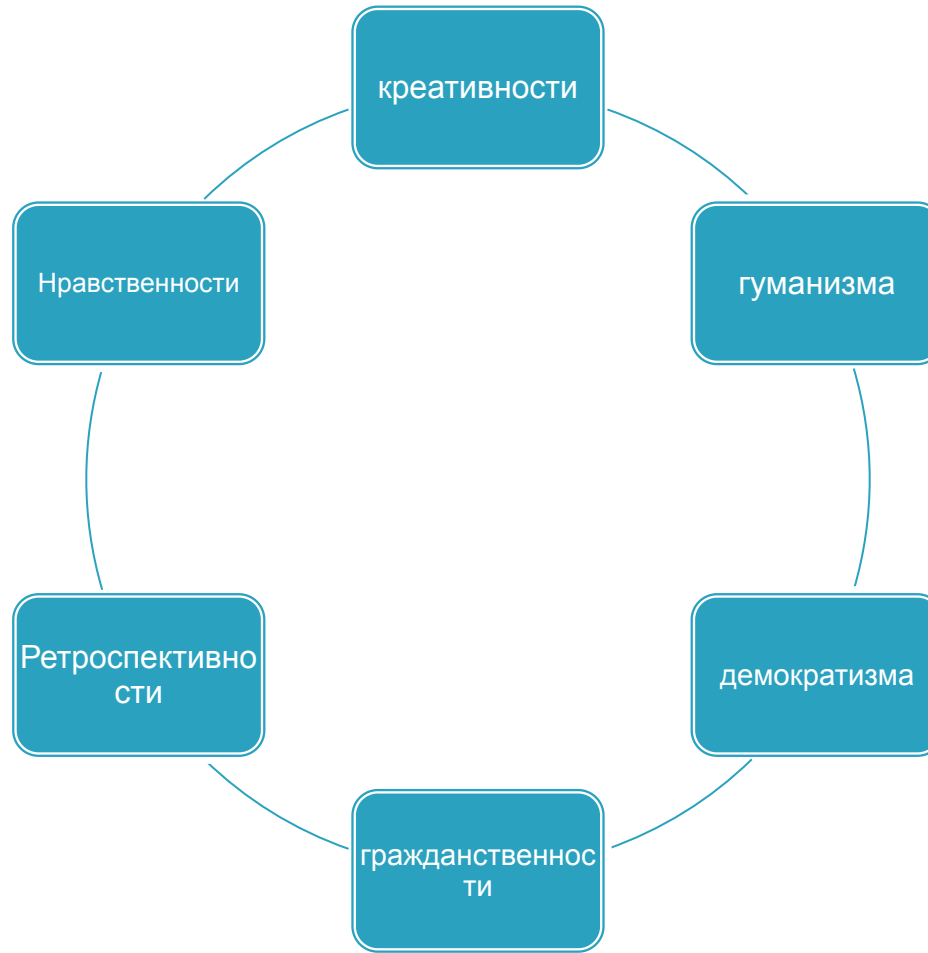 креативности
Нравственности
гуманизма
Ретроспективно
сти
демократизма
гражданственнос
ти